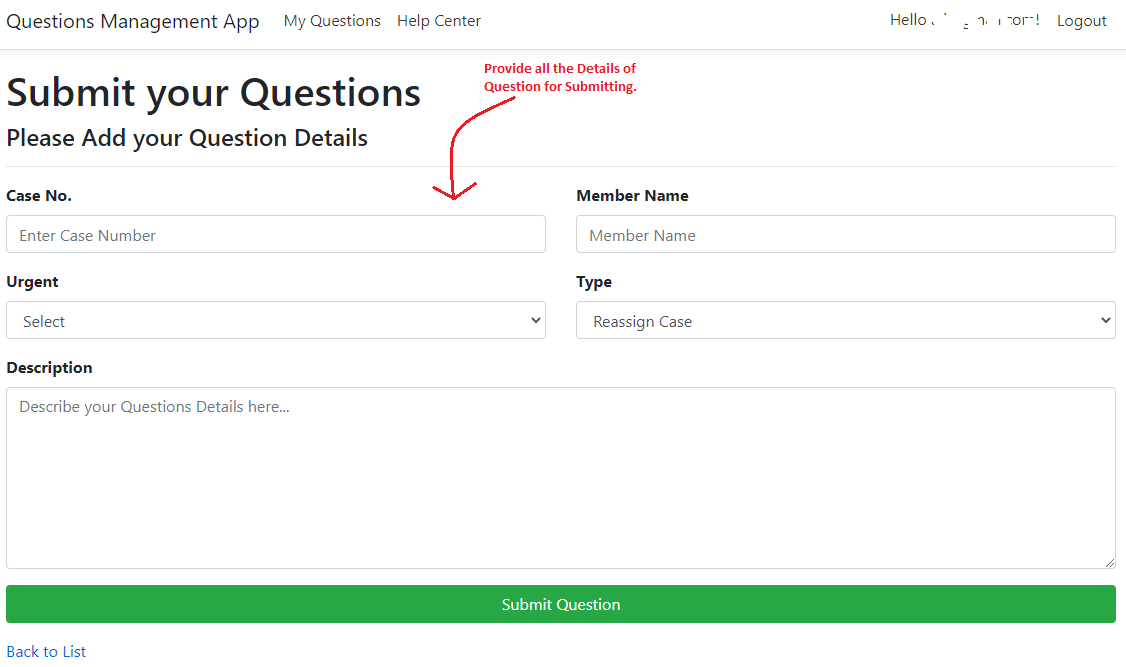 Questions Management App My Questions Help Center Hello Logout
Provide all the Details of
Question for Submitting.
Submit your Questions
Please Add your Question Details
Case No. Member Name
Enter Case Number Member Name
Urgent Type
Select Reassign Case
Description
Describe your Questions Details here...
Submit Question
Back to List